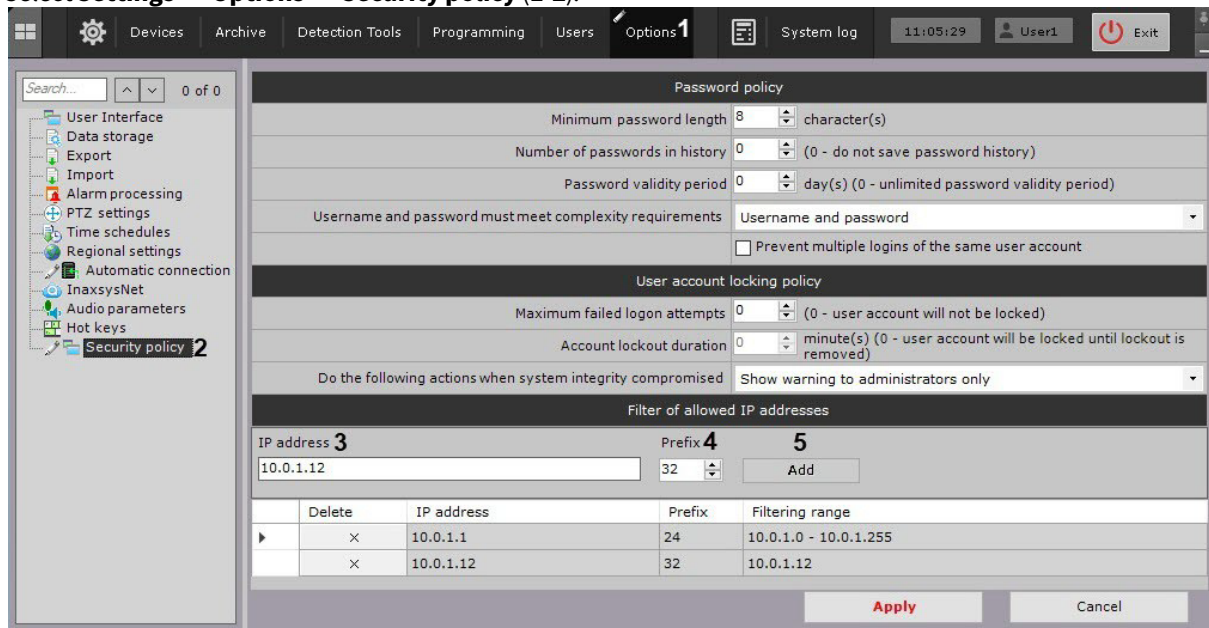 Select Settings -> Options -> Security policy (1-2).
Devices Archive Detection Tools Programming Users Options 1 System log 11:05:29 User1 Exit
Search... 0 of 0
User Interface
Data storage
Export
Import
Alarm processing
PTZ settings
Time schedules
Regional settings
Automatic connection
InaxsysNet
Audio parameters
Hot keys
Security policy 2
Password policy
Minimum password length 8 character(s)
Number of passwords in history 0 (0 - do not save password history)
Password validity period 0 day(s) (0 - unlimited password validity period)
Username and password must meet complexity requirements Username and password
Prevent multiple logins of the same user account
User account locking policy
Maximum failed logon attempts 0 (0 - user account will not be locked)
Account lockout duration 0 minute(s) (0 - user account will be locked until lockout is
removed)
Do the following actions when system integrity compromised Show warning to administrators only
Filter of allowed IP addresses
IP address 3 Prefix 4 5
10.0.1.12 32 Add
Delete IP address Prefix Filtering range
× 10.0.1.1 24 10.0.1.0 - 10.0.1.255
× 10.0.1.12 32 10.0.1.12
Apply Cancel